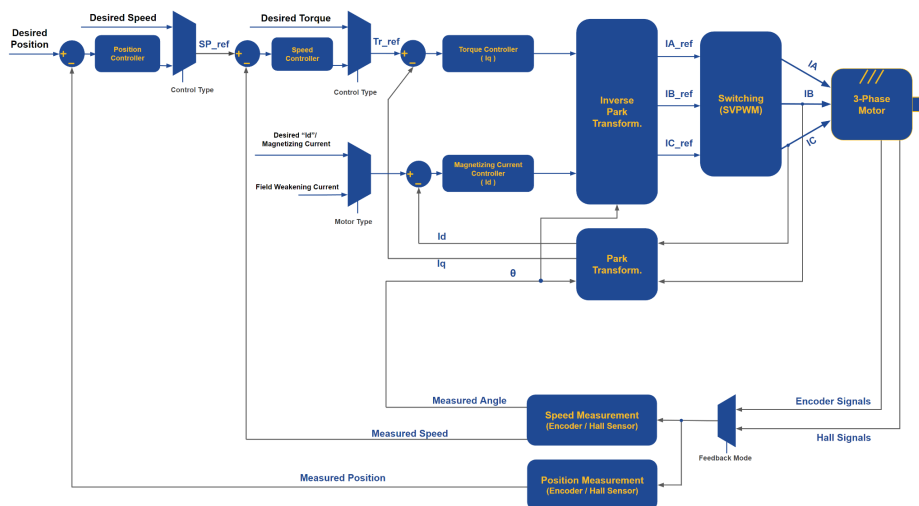 Desired Speed
Desired Torque
Desired
Position
+
−
Position
Controller
SP_ref
+
−
Speed
Controller
Tr_ref
+
−
Torque Controller
( Iq )
Control Type
Control Type
IA_ref
IB_ref
IC_ref
Inverse
Park
Transform.
Switching
(SVPWM)
IA
IB
IC
3-Phase
Motor
Desired “Id”/
Magnetizing Current
Field Weakening Current
+
−
Magnetizing Current
Controller
( Id )
Motor Type
Id
Iq
θ
Park
Transform.
Measured Angle
Speed Measurement
(Encoder / Hall Sensor)
Encoder Signals
Hall Signals
Measured Speed
Feedback Mode
Measured Position
Position Measurement
(Encoder / Hall Sensor)